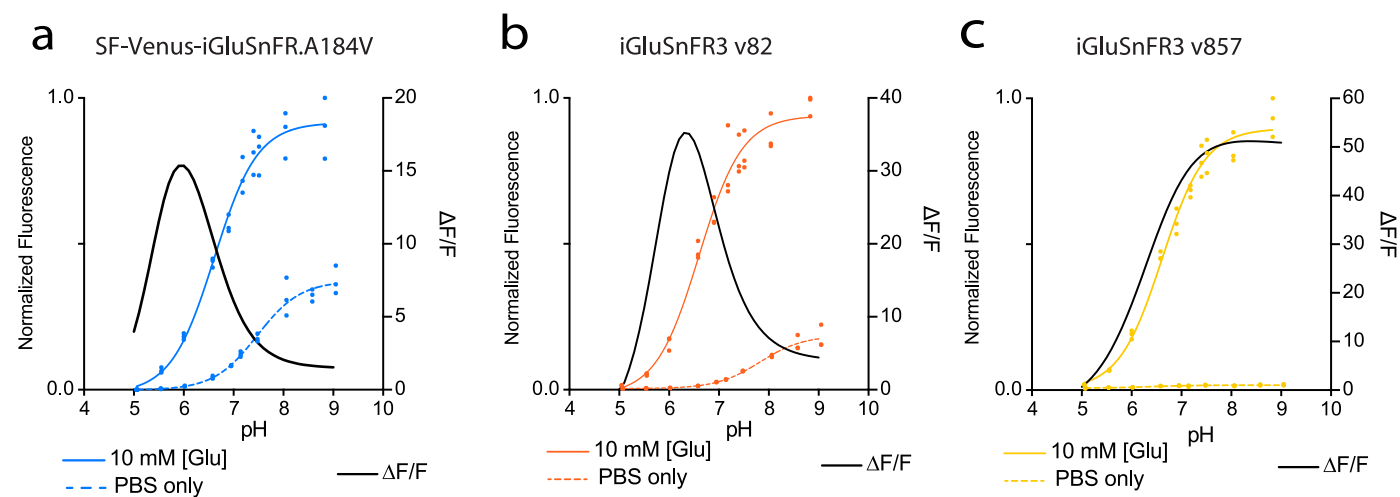 a
SF-Venus-iGluSnFR.A184V
1.0
0.0
Normalized Fluorescence
20
15
10
5
0
ΔF/F
4 5 6 7 8 9 10
pH
10 mM [Glu]
PBS only
ΔF/F
b
iGluSnFR3 v82
1.0
0.0
Normalized Fluorescence
40
30
20
10
0
ΔF/F
4 5 6 7 8 9 10
pH
10 mM [Glu]
PBS only
ΔF/F
c
iGluSnFR3 v857
1.0
0.0
Normalized Fluorescence
60
50
40
30
20
10
0
ΔF/F
4 5 6 7 8 9 10
pH
10 mM [Glu]
PBS only
ΔF/F